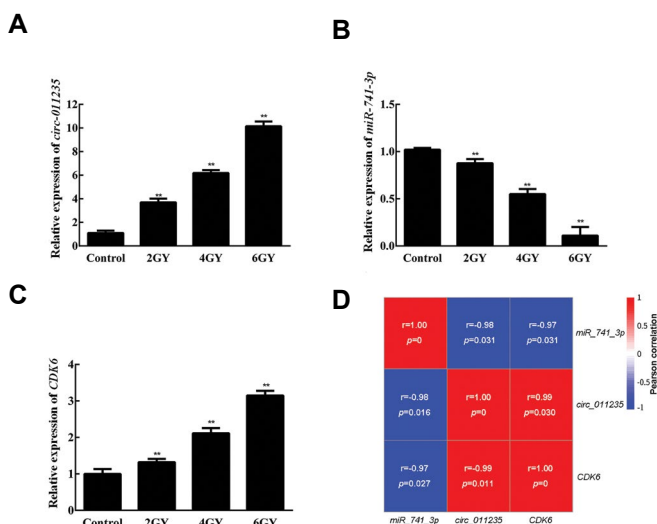 A
Relative expression of circ-011235
12
10
8
6
4
2
0
**
**
**
Control 2GY 4GY 6GY
B
Relative expression of miR-741-3p
1.5
1.0
0.5
0.0
**
**
**
Control 2GY 4GY 6GY
C
Relative expression of CDK6
4
3
2
1
0
**
**
**
Control 2GY 4GY 6GY
D
r=1.00 r=-0.98 r=-0.97
p=0 p=0.031 p=0.031
miR_741_3p
r=-0.98 r=1.00 r=0.99
p=0.016 p=0 p=0.030
circ_011235
r=-0.97 r=-0.99 r=1.00
p=0.027 p=0.011 p=0
CDK6
miR_741_3p circ_011235 CDK6
1
0.5
0
-0.5
-1
Pearson correlation